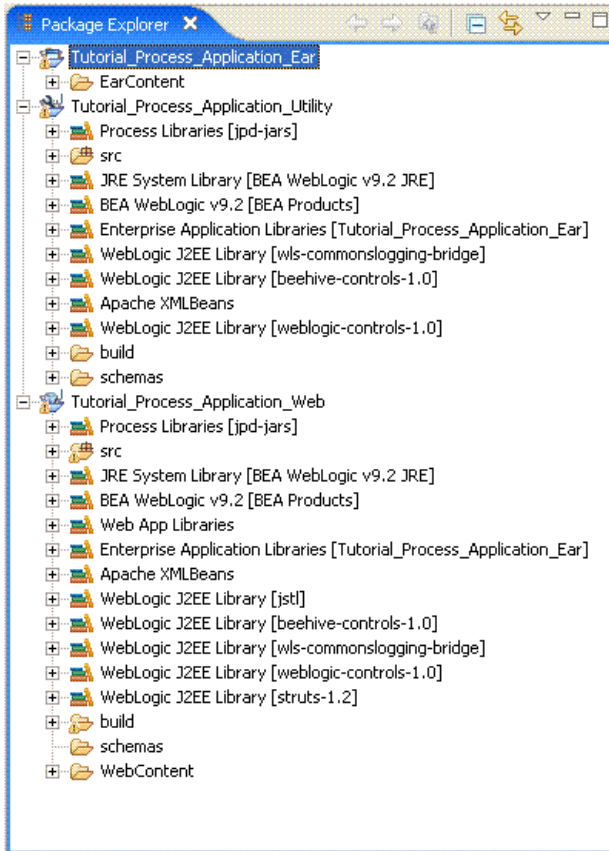 Package Explorer
Tutorial_Process_Application_Ear
EarContent
Tutorial_Process_Application_Utility
Process Libraries [jpd-jars]
src
JRE System Library [BEA WebLogic v9.2 JRE]
BEA WebLogic v9.2 [BEA Products]
Enterprise Application Libraries [Tutorial_Process_Application_Ear]
WebLogic J2EE Library [wls-commonslogging-bridge]
WebLogic J2EE Library [beehive-controls-1.0]
Apache XMLBeans
WebLogic J2EE Library [weblogic-controls-1.0]
build
schemas
Tutorial_Process_Application_Web
Process Libraries [jpd-jars]
src
JRE System Library [BEA WebLogic v9.2 JRE]
BEA WebLogic v9.2 [BEA Products]
Web App Libraries
Enterprise Application Libraries [Tutorial_Process_Application_Ear]
Apache XMLBeans
WebLogic J2EE Library [jstl]
WebLogic J2EE Library [beehive-controls-1.0]
WebLogic J2EE Library [wls-commonslogging-bridge]
WebLogic J2EE Library [weblogic-controls-1.0]
WebLogic J2EE Library [struts-1.2]
build
schemas
WebContent